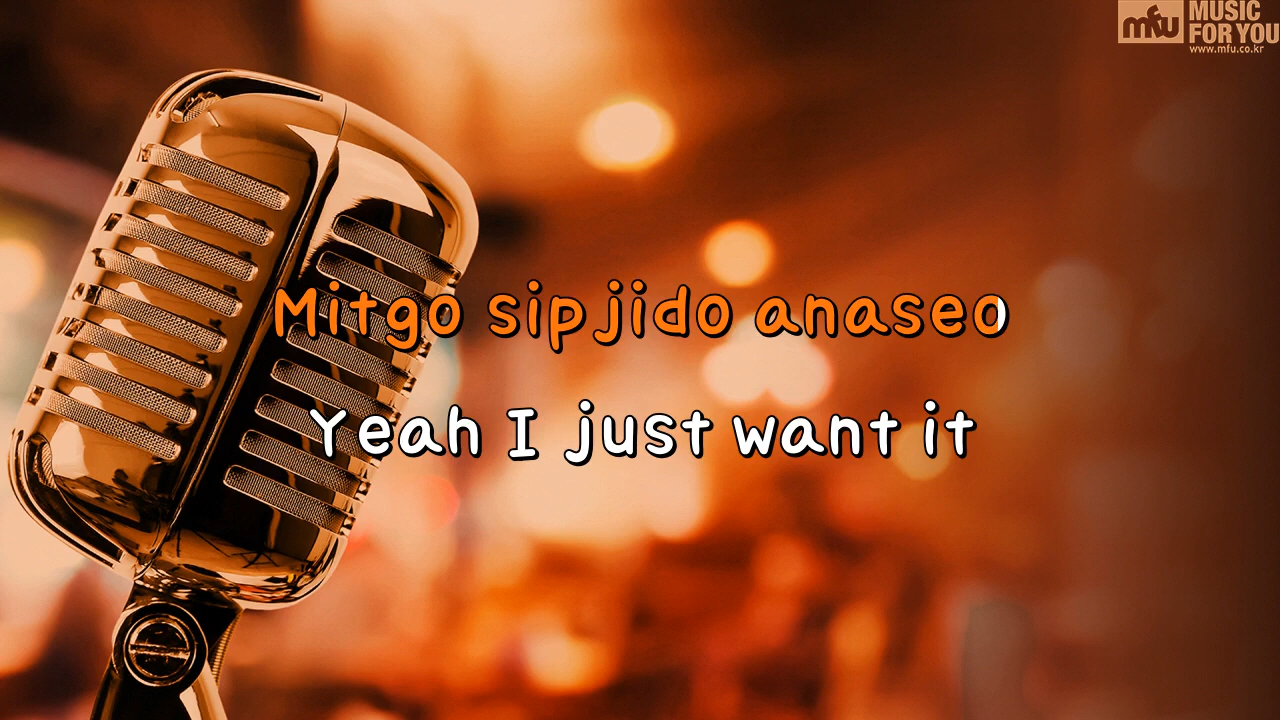 mfu MUSIC
FOR YOU
www.mfu.co.kr
Mitgo sipjido anaseo
Yeah I just want it